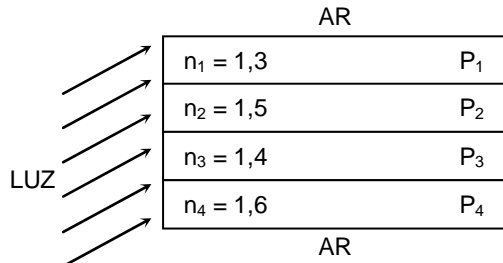 AR
n₁ = 1,3 P₁
n₂ = 1,5 P₂
n₃ = 1,4 P₃
LUZ
n₄ = 1,6 P₄
AR